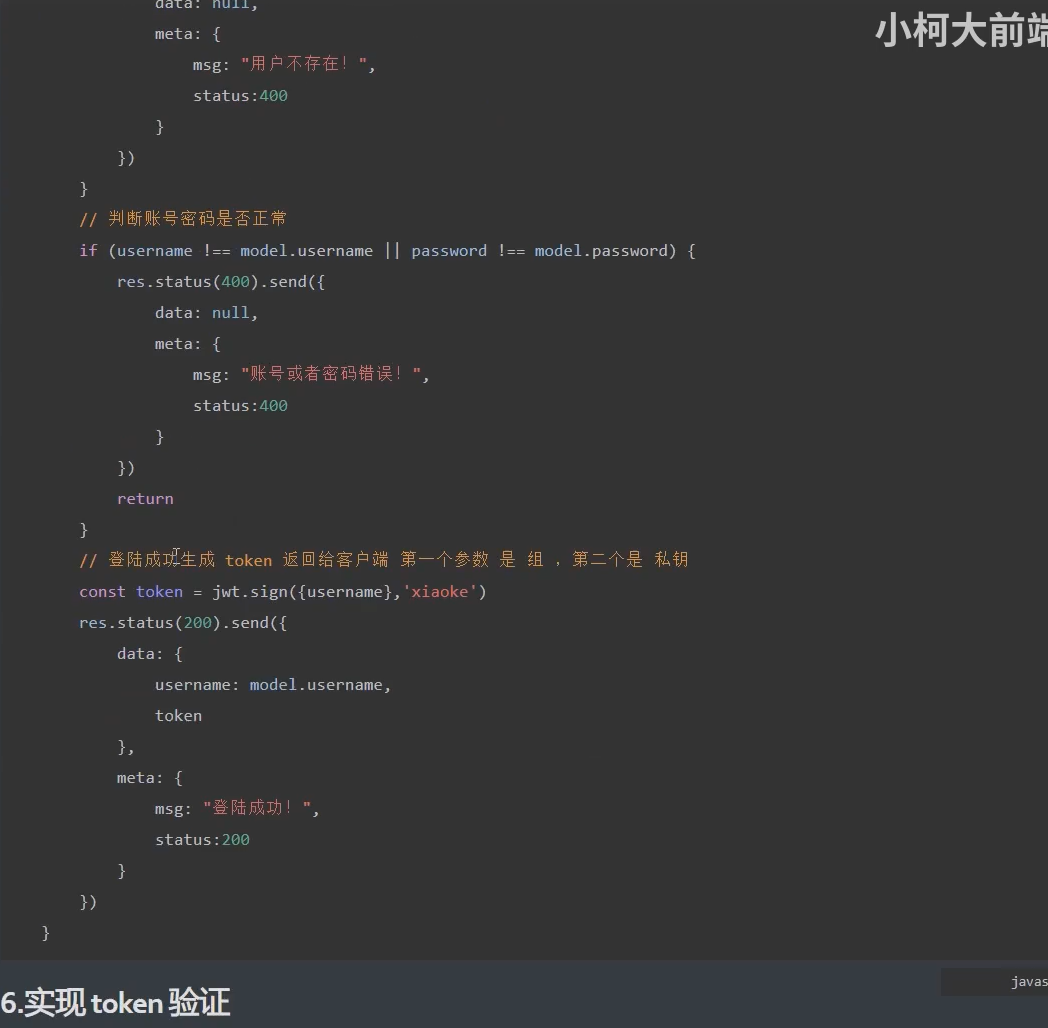 data: null,
小柯大前端
meta: {
msg: "用户不存在！",
status:400
}
})
}
// 判断账号密码是否正常
if (username !== model.username || password !== model.password) {
res.status(400).send({
data: null,
meta: {
msg: "账号或者密码错误！",
status:400
}
})
return
}
// 登陆成功生成 token 返回给客户端 第一个参数 是 组 ，第二个是 私钥
const token = jwt.sign({username},'xiaoke')
res.status(200).send({
data: {
username: model.username,
token
},
meta: {
msg: "登陆成功！",
status:200
}
})
}
javas
6.实现 token 验证